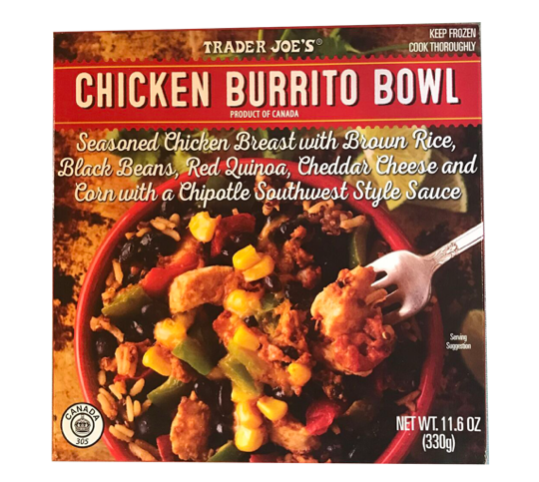 KEEP FROZEN
COOK THOROUGHLY
TRADER JOE'S®
CHICKEN BURRITO BOWL
PRODUCT OF CANADA
Seasoned Chicken Breast with Brown Rice,
Black Beans, Red Quinoa, Cheddar Cheese and
Corn with a Chipotle Southwest Style Sauce
Serving
Suggestion
CANADA
305
NET WT. 11.6 OZ
(330g)